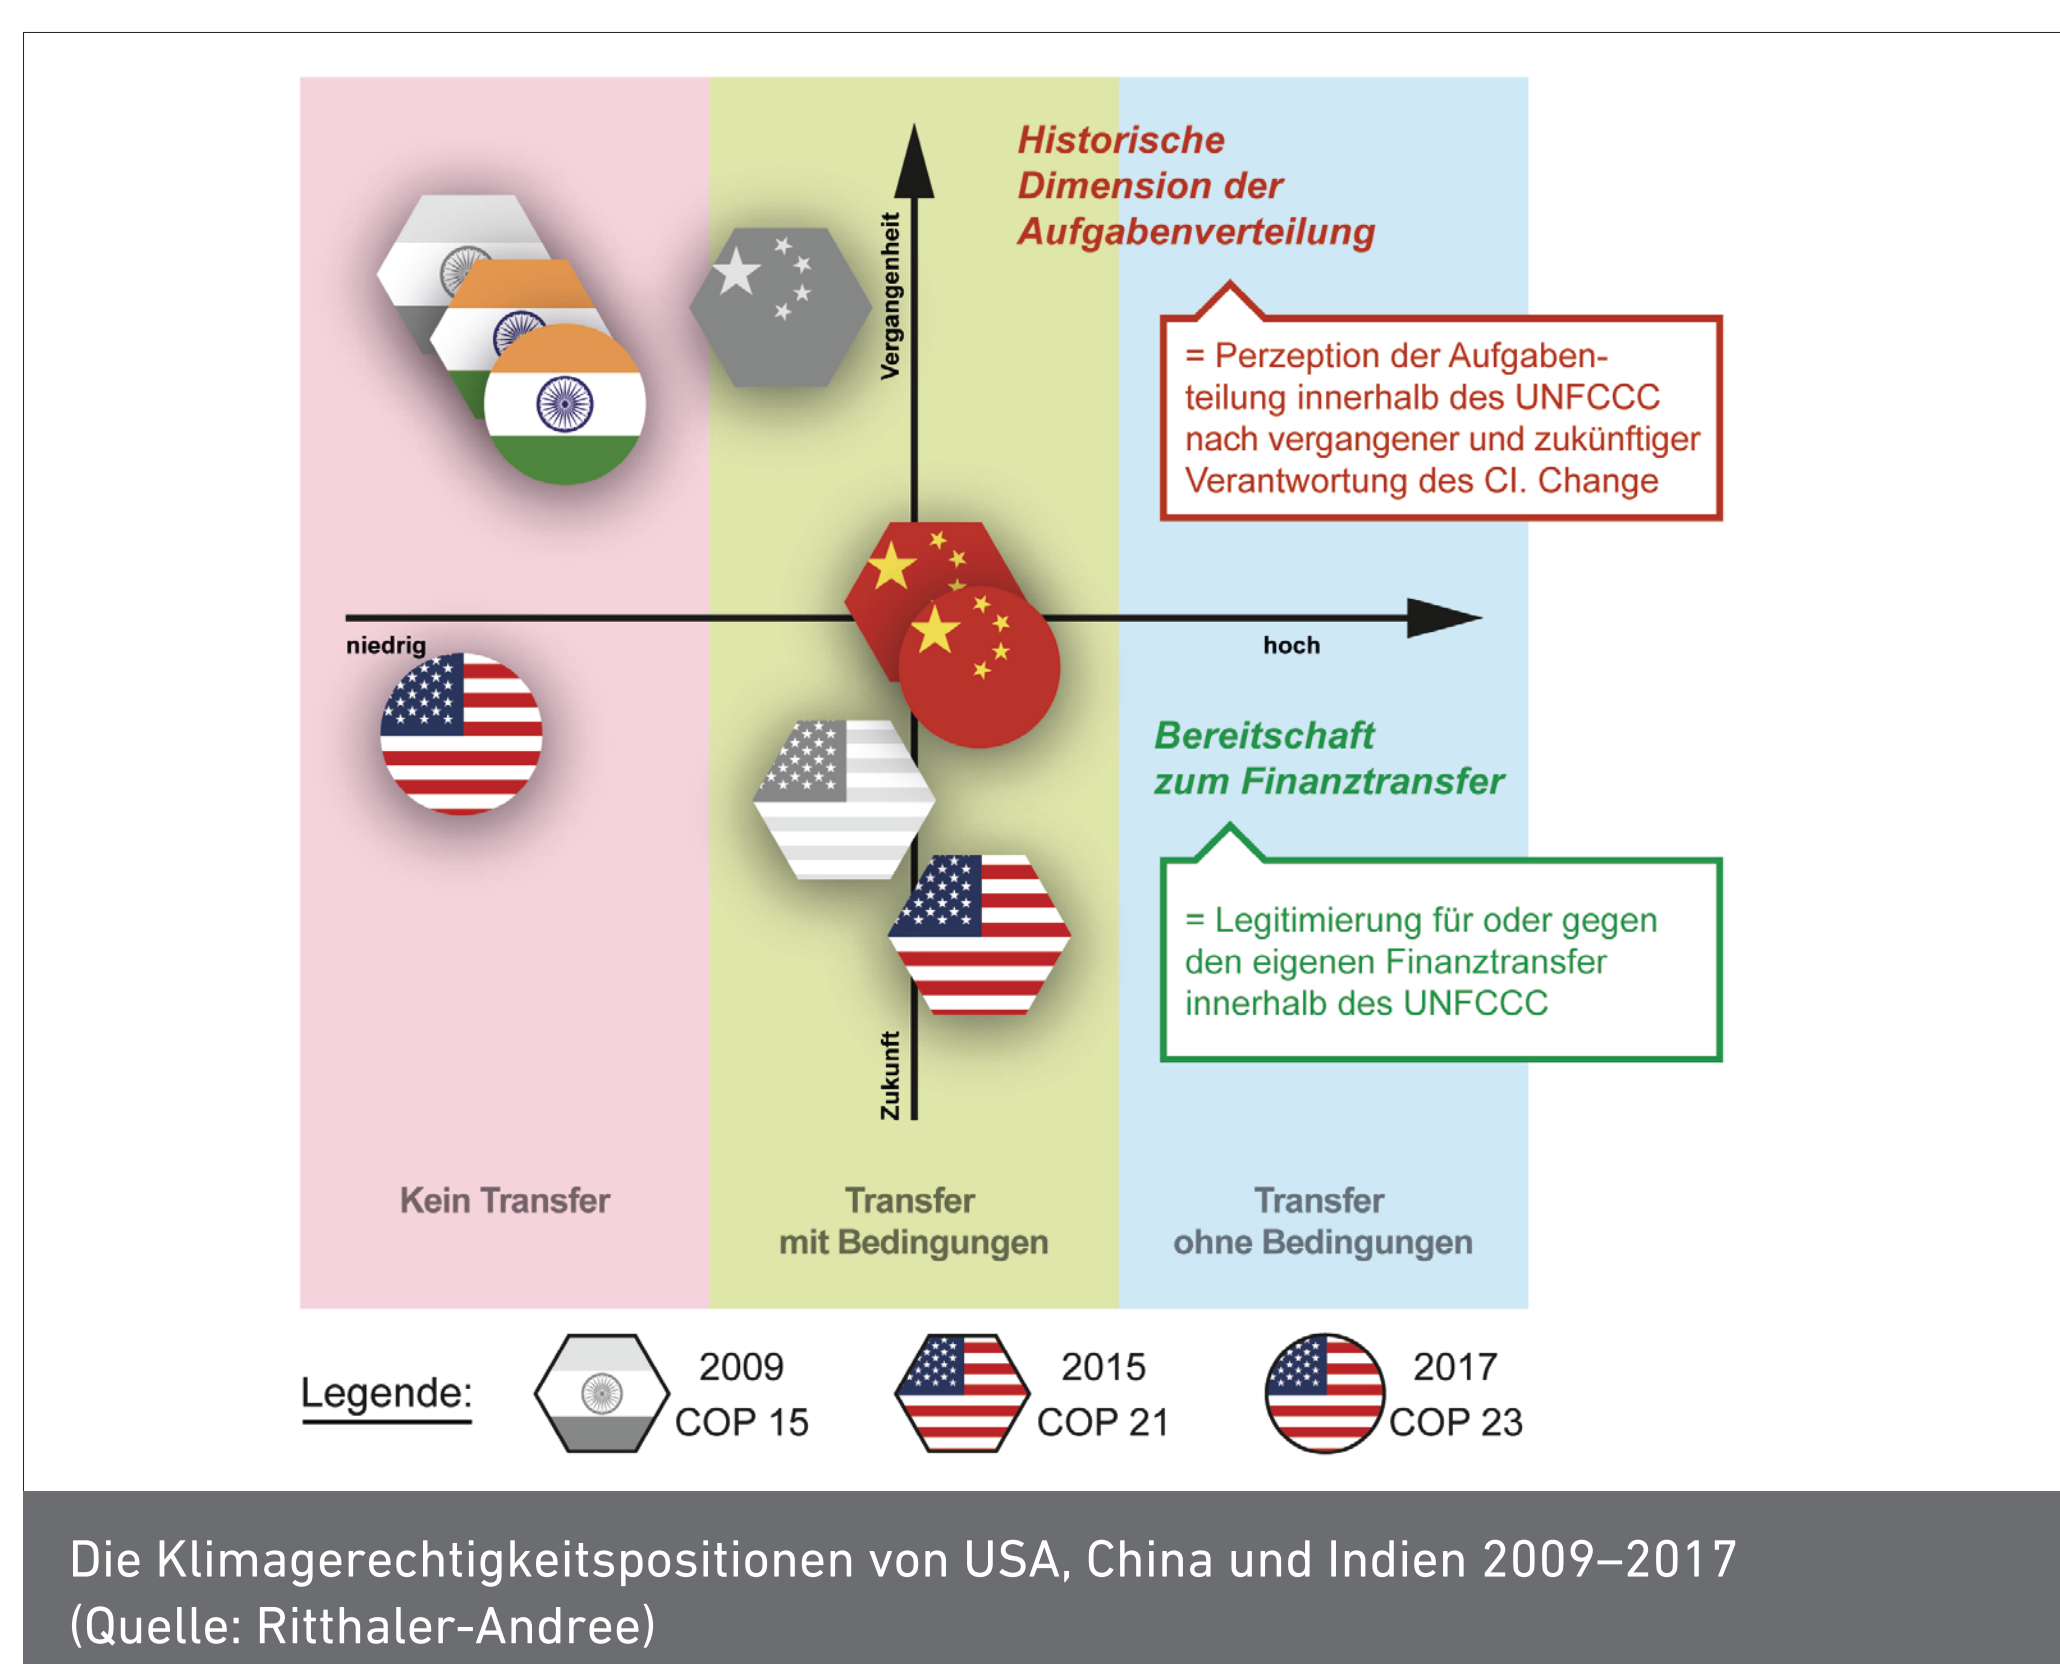 Historische
Dimension der
Aufgabenverteilung
Vergangenheit
= Perzeption der Aufgaben-
teilung innerhalb des UNFCCC
nach vergangener und zukünftiger
Verantwortung des Cl. Change
niedrig
hoch
Bereitschaft
zum Finanztransfer
= Legitimierung für oder gegen
den eigenen Finanztransfer
innerhalb des UNFCCC
Zukunft
Kein Transfer
Transfer
mit Bedingungen
Transfer
ohne Bedingungen
Legende:
2009
COP 15
2015
COP 21
2017
COP 23
Die Klimagerechtigkeitspositionen von USA, China und Indien 2009–2017
(Quelle: Ritthaler-Andree)